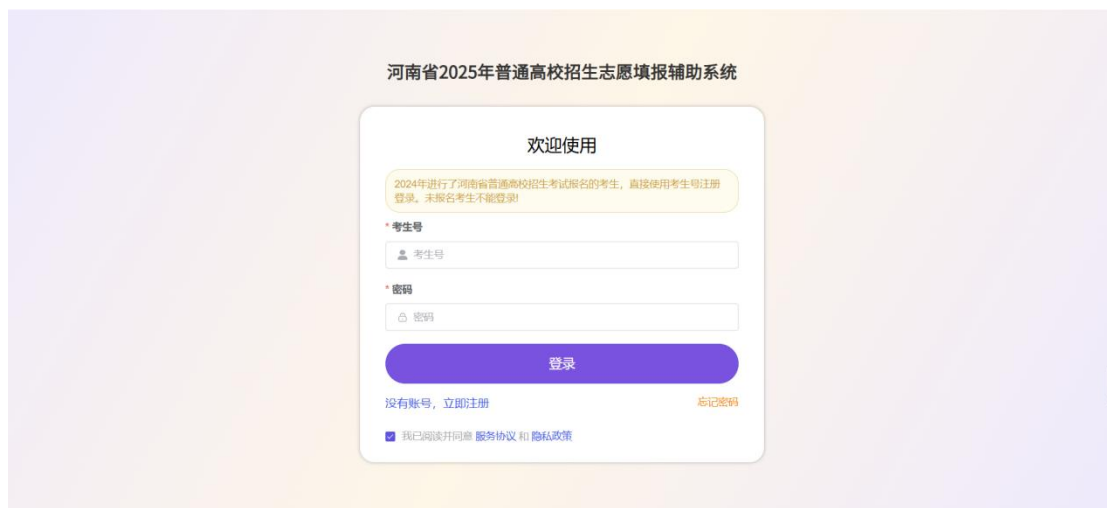 河南省2025年普通高校招生志愿填报辅助系统
欢迎使用
2024年进行了河南省普通高校招生考试报名的考生，直接使用考生号注册
登录。未报名考生不能登录!
* 考生号
考生号
* 密码
密码
登录
没有账号，立即注册 忘记密码
我已阅读并同意 服务协议 和 隐私政策